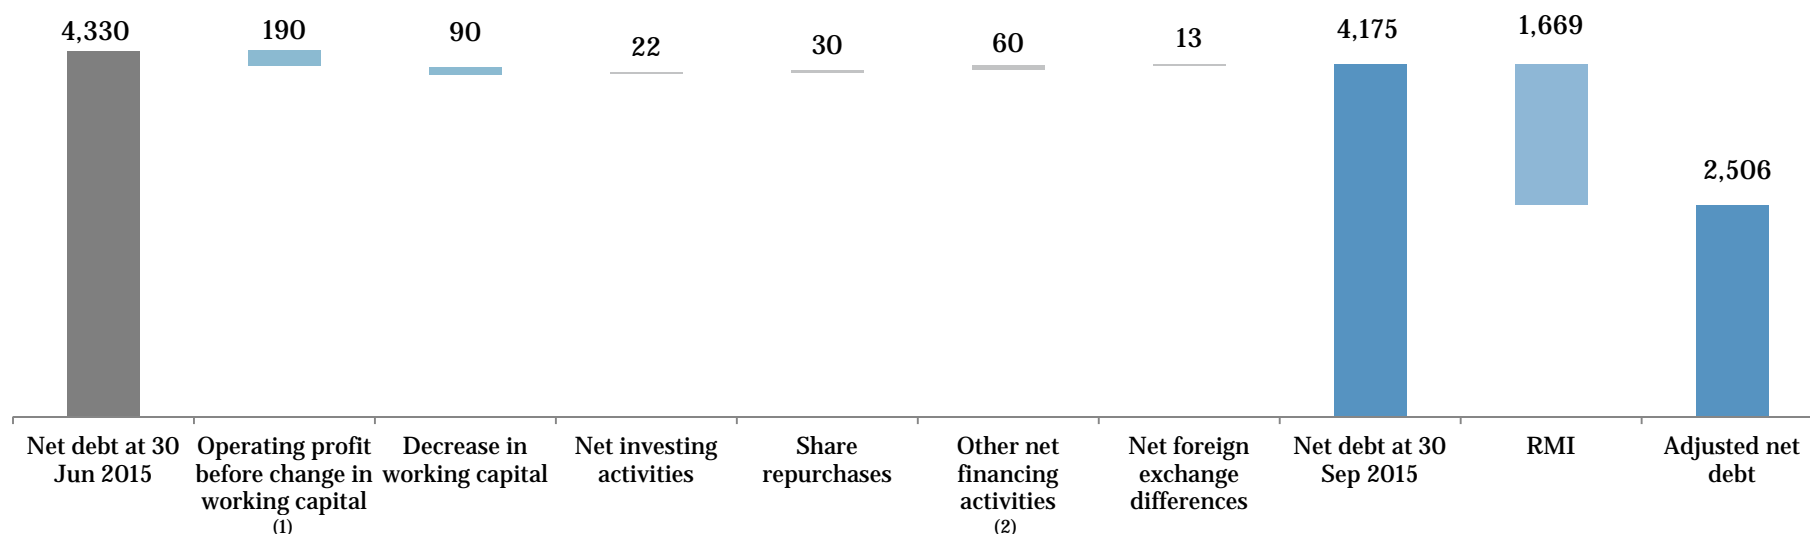 4,330
190
90
22
30
60
13
4,175
1,669
2,506
Net debt at 30
Jun 2015
Operating profit
before change in
working capital
(1)
Decrease in
working capital
Net investing
activities
Share
repurchases
Other net
financing
activities
(2)
Net foreign
exchange
differences
Net debt at 30
Sep 2015
RMI
Adjusted net
debt